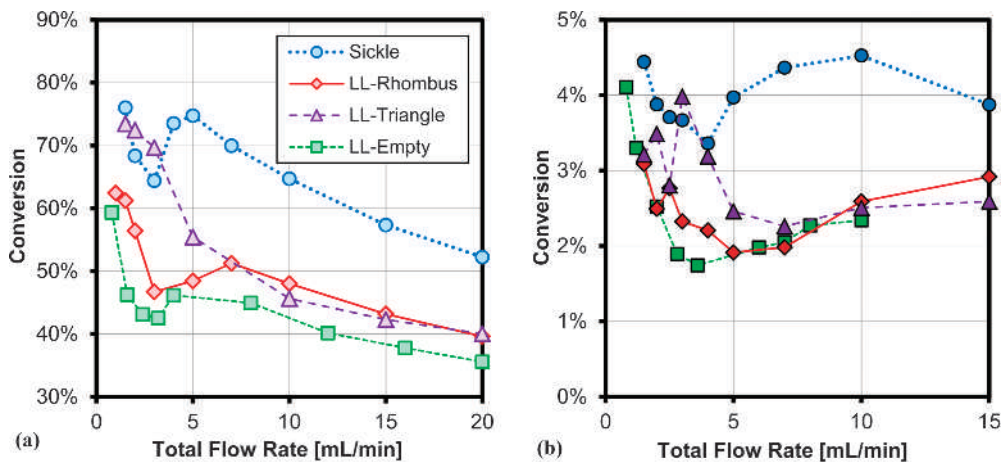 90%
80%
70%
60%
50%
40%
30%
Conversion
Sickle
LL-Rhombus
LL-Triangle
LL-Empty
0 5 10 15 20
(a) Total Flow Rate [mL/min]
5%
4%
3%
2%
1%
0%
Conversion
0 5 10 15
(b) Total Flow Rate [mL/min]